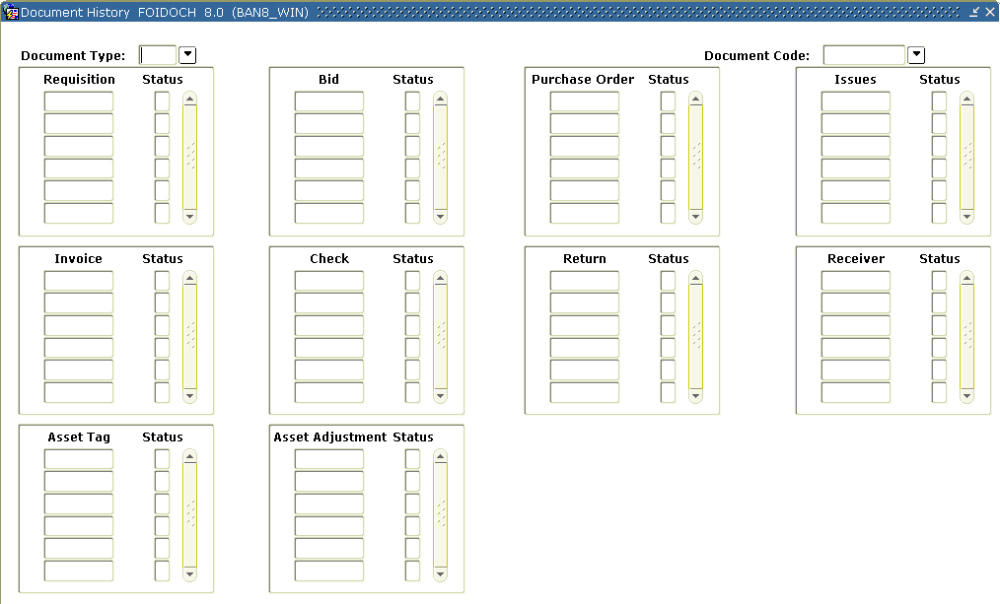 Document History FOIDOCH 8.0 (BAN8_WIN)
Document Type: Document Code:
Requisition Status Bid Status Purchase Order Status Issues Status
Invoice Status Check Status Return Status Receiver Status
Asset Tag Status Asset Adjustment Status